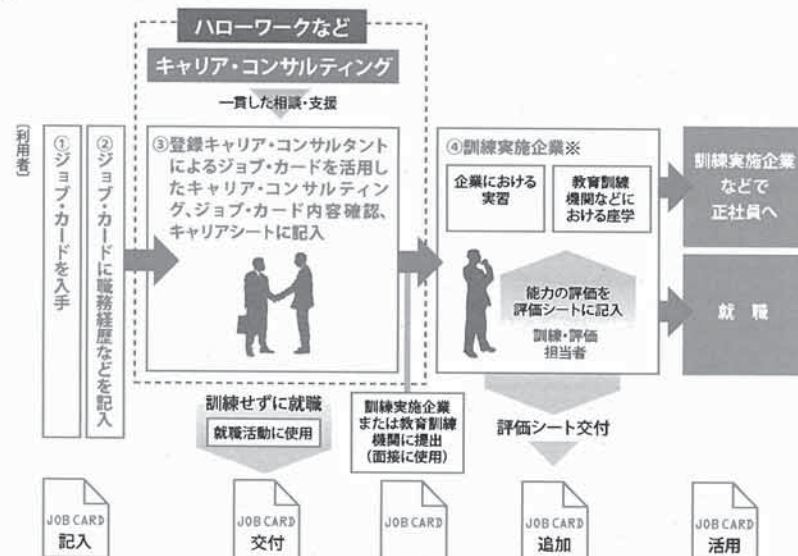 ハローワークなど
キャリア・コンサルティング
一貫した相談・支援
〔利用者〕
①ジョブ・カードを入手
②ジョブ・カードに職務経歴などを記入
③登録キャリア・コンサルタント
によるジョブ・カードを活用し
たキャリア・コンサルティン
グ、ジョブ・カード内容確認、
キャリアシートに記入
④訓練実施企業※
企業における
実習
教育訓練
機関などに
おける座学
能力の評価を
評価シートに記入
訓練・評価
担当者
訓練実施企業
などで
正社員へ
就職
訓練せずに就職
就職活動に使用
訓練実施企業
または教育訓練
機関に提出
(面接に使用)
評価シート交付
JOB CARD
記入
JOB CARD
交付
JOB CARD
JOB CARD
追加
JOB CARD
活用